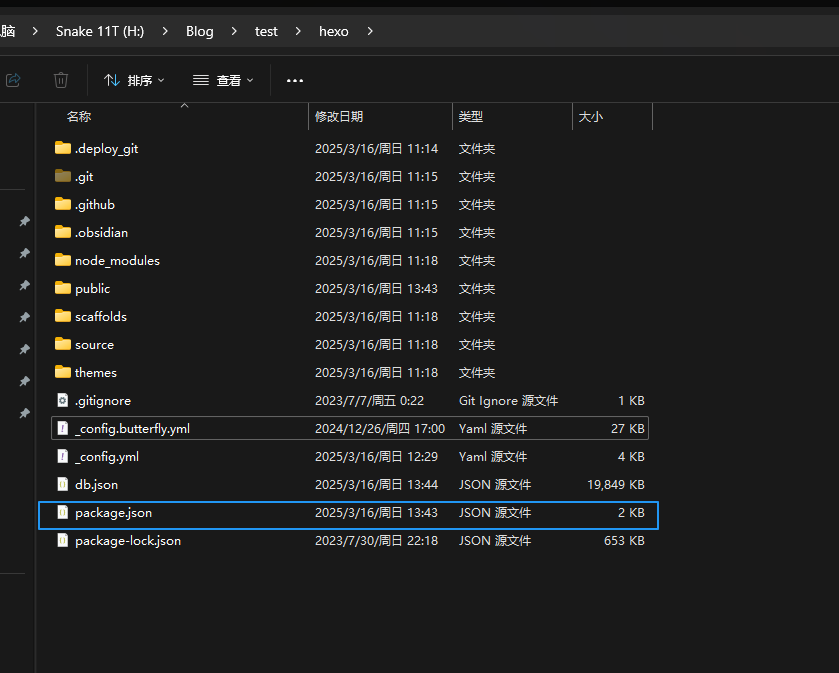 脑 > Snake 11T (H:) > Blog > test > hexo >
排序 查看 ...
名称 修改日期 类型 大小
.deploy_git 2025/3/16/周日 11:14 文件夹
.git 2025/3/16/周日 11:15 文件夹
.github 2025/3/16/周日 11:15 文件夹
.obsidian 2025/3/16/周日 11:15 文件夹
node_modules 2025/3/16/周日 11:18 文件夹
public 2025/3/16/周日 13:43 文件夹
scaffolds 2025/3/16/周日 11:18 文件夹
source 2025/3/16/周日 11:18 文件夹
themes 2025/3/16/周日 11:18 文件夹
.gitignore 2023/7/7/周五 0:22 Git Ignore 源文件 1 KB
_config.butterfly.yml 2024/12/26/周四 17:00 Yaml 源文件 27 KB
_config.yml 2025/3/16/周日 12:29 Yaml 源文件 4 KB
db.json 2025/3/16/周日 13:44 JSON 源文件 19,849 KB
package.json 2025/3/16/周日 13:43 JSON 源文件 2 KB
package-lock.json 2023/7/30/周日 22:18 JSON 源文件 653 KB